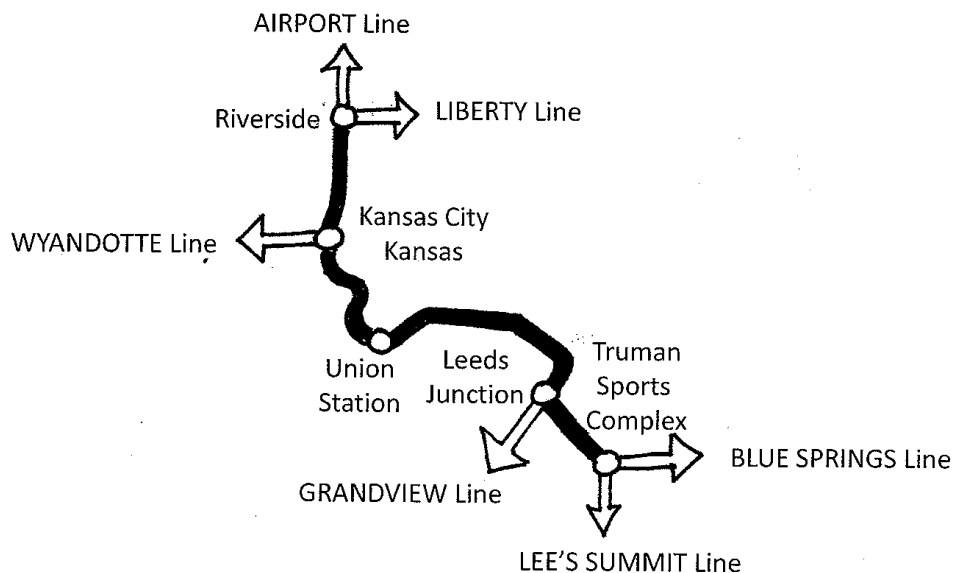 AIRPORT Line
Riverside
LIBERTY Line
Kansas City
Kansas
WYANDOTTE Line
Union
Station
Leeds
Junction
Truman
Sports
Complex
BLUE SPRINGS Line
GRANDVIEW Line
LEE'S SUMMIT Line